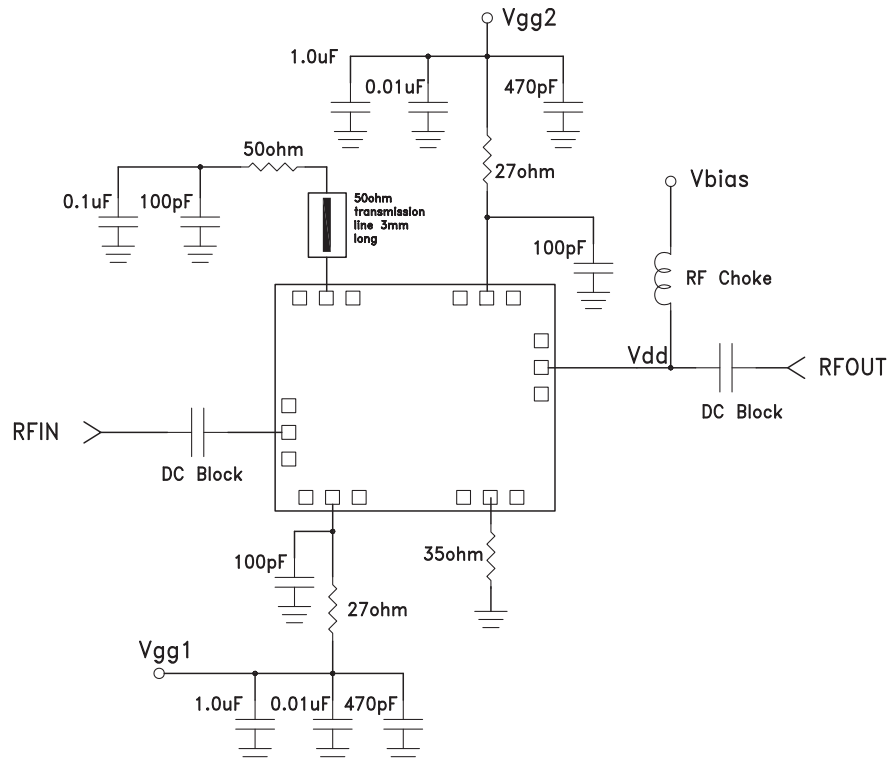 Vgg2
1.0uF
0.01uF
470pF
50ohm
27ohm
0.1uF
100pF
50ohm
transmission
line 3mm
long
Vbias
100pF
RF Choke
Vdd
RFOUT
DC Block
RFIN
DC Block
100pF
35ohm
27ohm
Vgg1
1.0uF
0.01uF
470pF